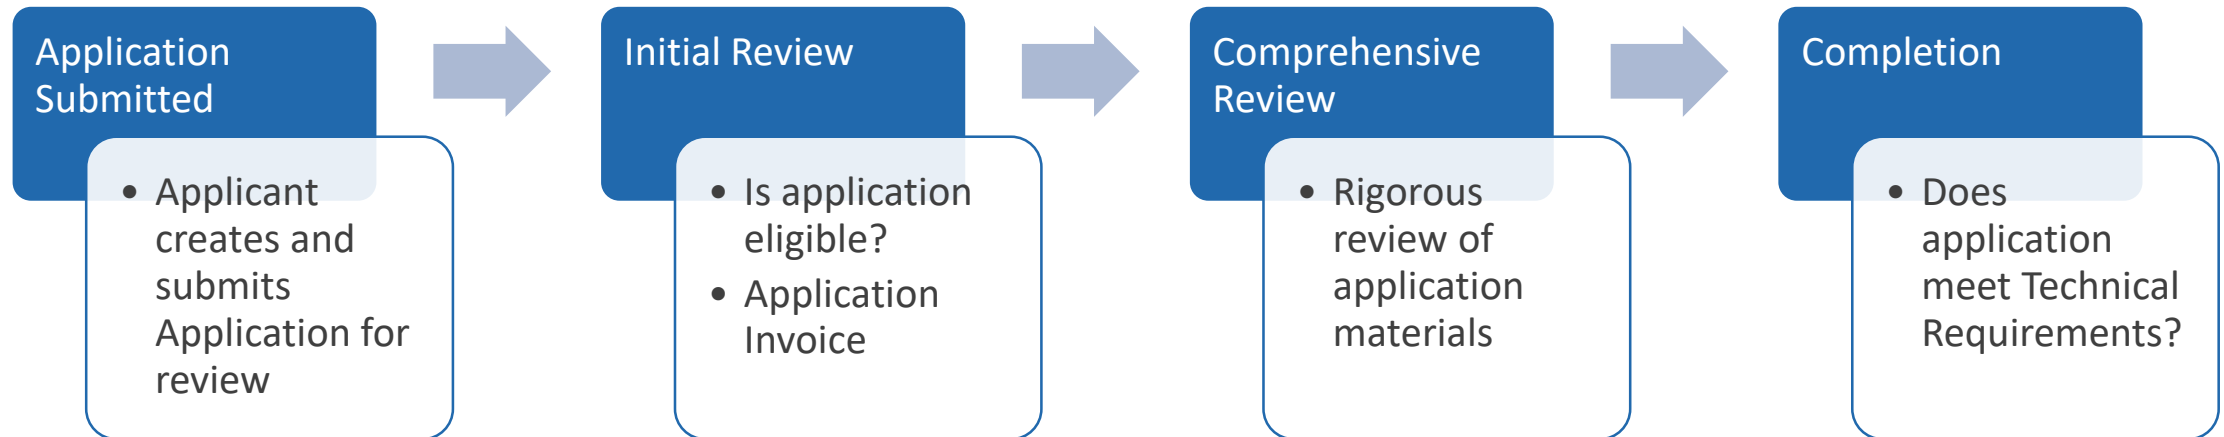 Application
Submitted
• Applicant
creates and
submits
Application for
review
Initial Review
• Is application
eligible?
• Application
Invoice
Comprehensive
Review
• Rigorous
review of
application
materials
Completion
• Does
application
meet Technical
Requirements?